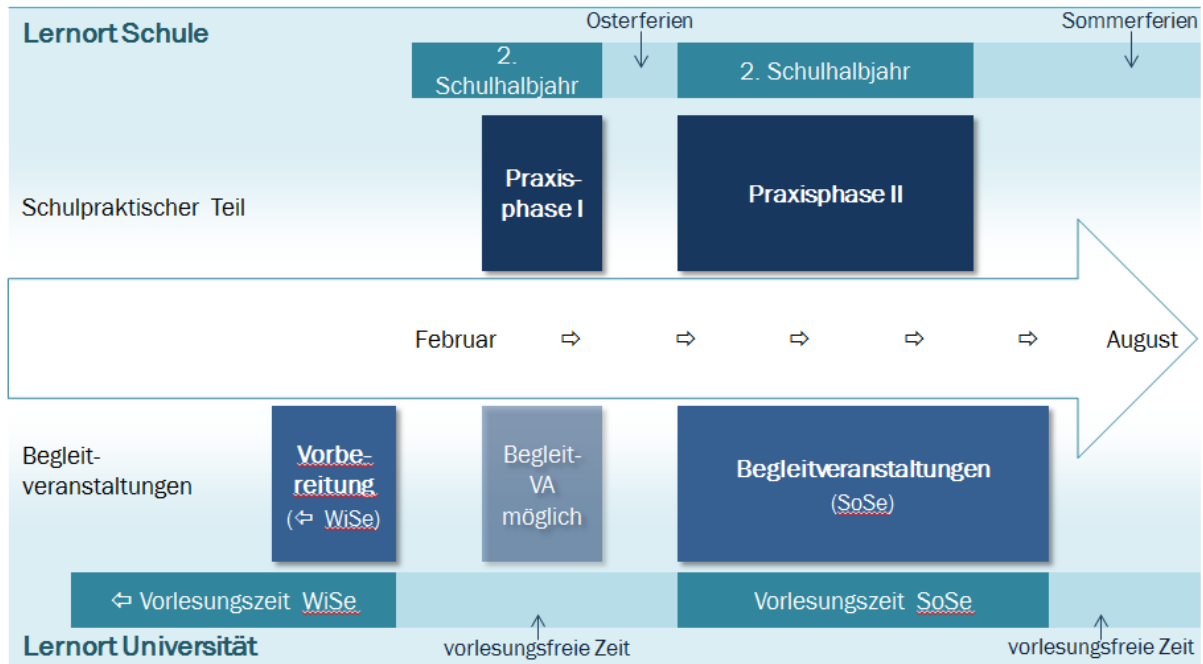 Lernort Schule
Osterferien
Sommerferien
2.
Schulhalbjahr
2. Schulhalbjahr
Schulpraktischer Teil
Praxis-
phase I
Praxisphase II
Februar ⇨ ⇨ ⇨ ⇨ ⇨ August
Begleit-
veranstaltungen
Vorbe-
reitung
(⇦ WiSe)
Begleit-
VA
möglich
Begleitveranstaltungen
(SoSe)
⇦ Vorlesungszeit WiSe
Vorlesungszeit SoSe
Lernort Universität
vorlesungsfreie Zeit
vorlesungsfreie Zeit